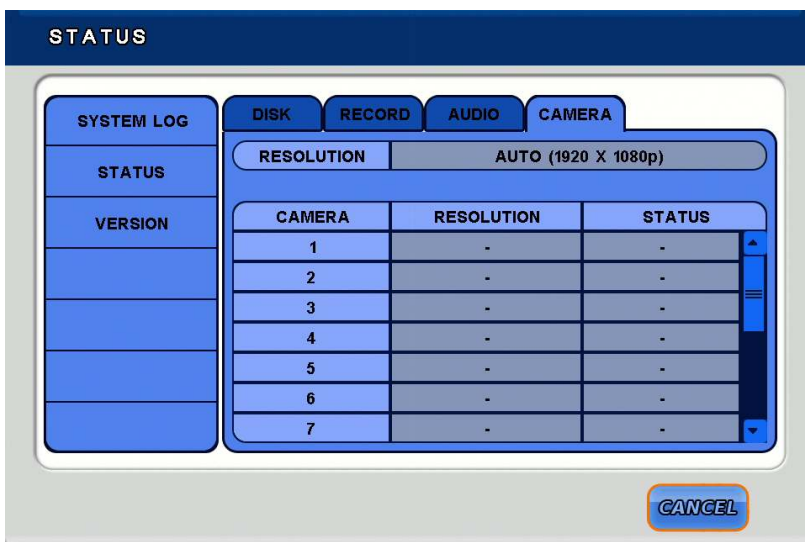 STATUS
SYSTEM LOG
STATUS
VERSION
DISK RECORD AUDIO CAMERA
RESOLUTION AUTO (1920 X 1080p)
CAMERA RESOLUTION STATUS
1 - -
2 - -
3 - -
4 - -
5 - -
6 - -
7 - -
CANCEL